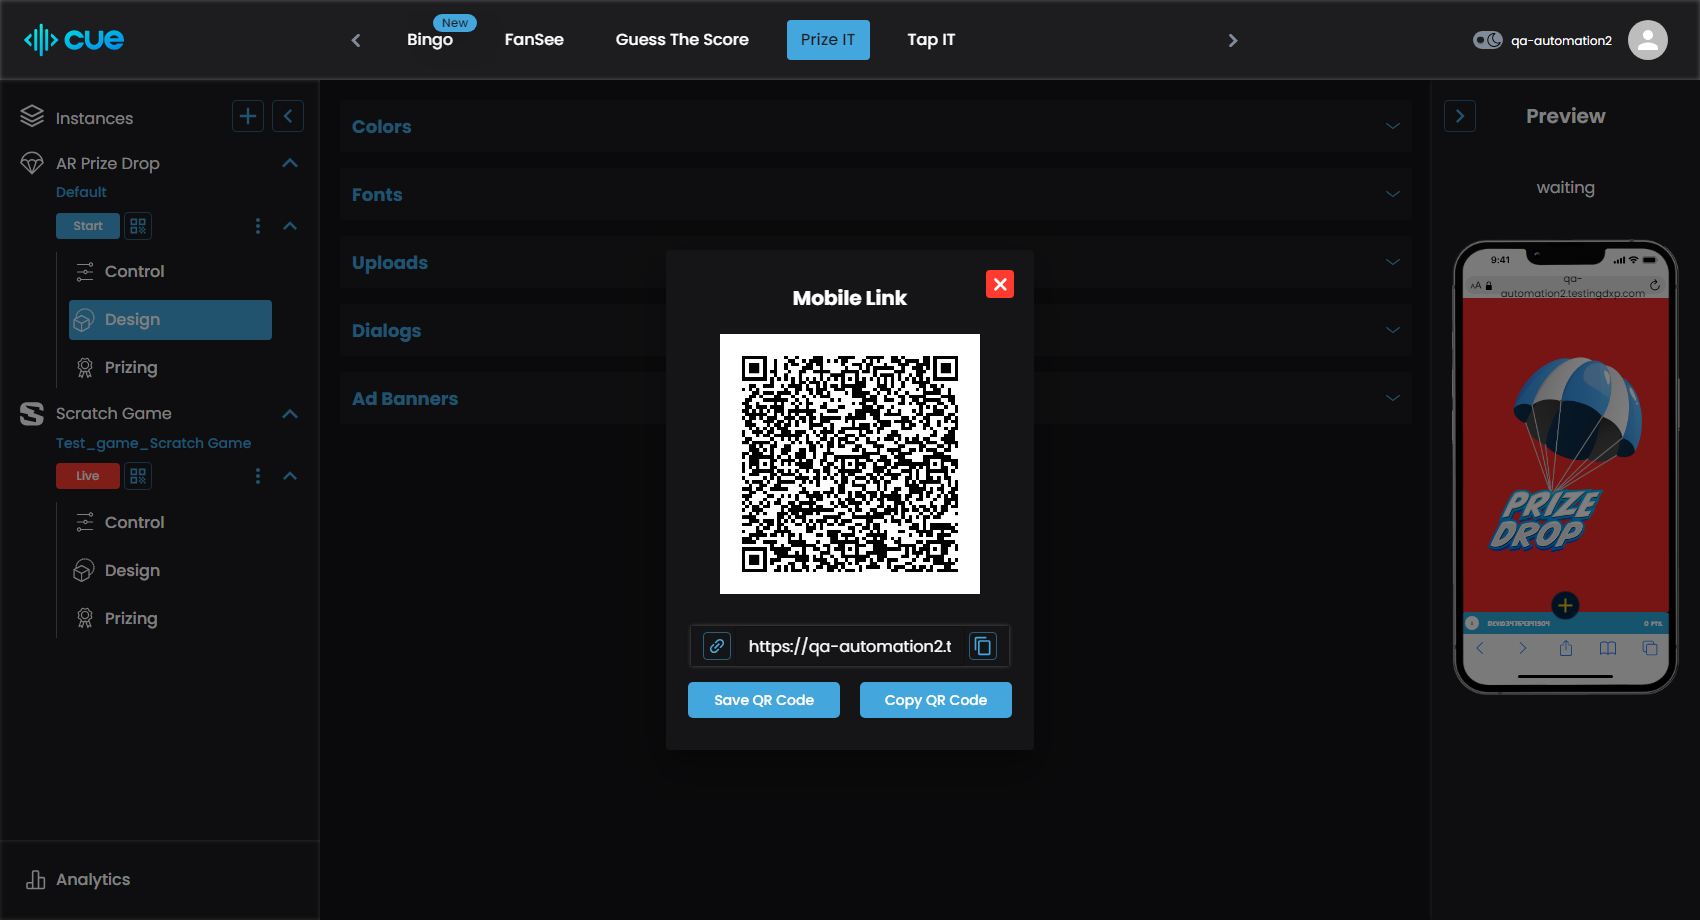 cue
New
Bingo
FanSee
Guess The Score
Prize IT
Tap IT
qa-automation2
Instances
AR Prize Drop
Default
Start
Control
Design
Prizing
Scratch Game
Test_game_Scratch Game
Live
Control
Design
Prizing
Analytics
Colors
Fonts
Uploads
Dialogs
Ad Banners
Mobile Link
https://qa-automation2.t
Save QR Code
Copy QR Code
Preview
waiting
9:41
qa-
AA
automation2.testingdxp.com
PRIZE
DROP
0 PTS.